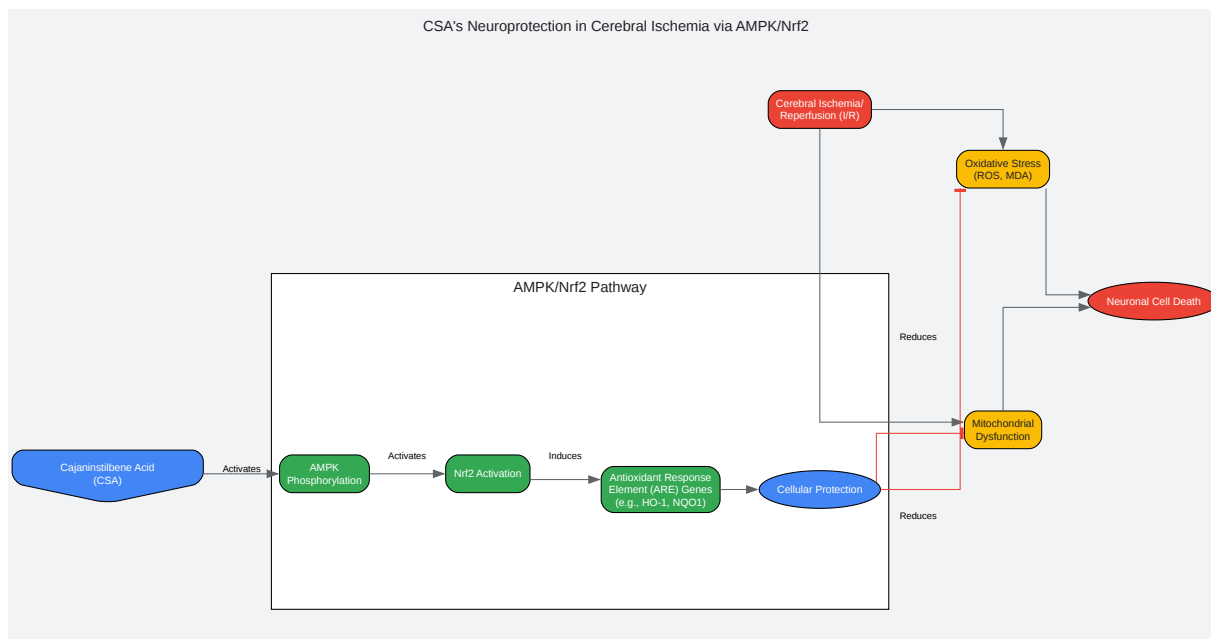 CSA's Neuroprotection in Cerebral Ischemia via AMPK/Nrf2
Cerebral Ischemia/
Reperfusion (I/R)
Oxidative Stress
(ROS, MDA)
AMPK/Nrf2 Pathway
Neuronal Cell Death
Reduces
Mitochondrial
Dysfunction
Cajaninstilbene Acid
(CSA)
Activates
AMPK
Phosphorylation
Activates
Nrf2 Activation
Induces
Antioxidant Response
Element (ARE) Genes
(e.g., HO-1, NQO1)
Cellular Protection
Reduces